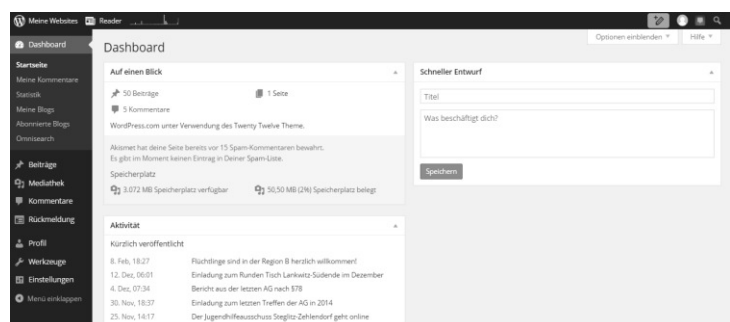 Meine Websites Reader
Optionen einblenden Hilfe
Dashboard
Startseite
Meine Kommentare
Statistik
Meine Blogs
Abonnierte Blogs
Omnisearch
Beiträge
Mediathek
Kommentare
Rückmeldung
Profil
Werkzeuge
Einstellungen
Menü einklappen
Dashboard
Auf einen Blick
50 Beiträge 1 Seite
5 Kommentare
WordPress.com unter Verwendung des Twenty Twelve Theme.
Akismet hat deine Seite bereits vor 15 Spam-Kommentaren bewahrt.
Es gibt im Moment keinen Eintrag in Deiner Spam-Liste.
Speicherplatz
3.072 MB Speicherplatz verfügbar 50,50 MB (2%) Speicherplatz belegt
Aktivität
Kürzlich veröffentlicht
8. Feb, 18:27 Flüchtlinge sind in der Region B herzlich willkommen!
12. Dez, 06:01 Einladung zum Runden Tisch Lankwitz-Südende im Dezember
4. Dez, 07:34 Bericht aus der letzten AG nach §78
30. Nov, 18:37 Einladung zum letzten Treffen der AG in 2014
25. Nov, 14:17 Der Jugendhilfeausschuss Steglitz-Zehlendorf geht online
Schneller Entwurf
Titel
Was beschäftigt dich?
Speichern